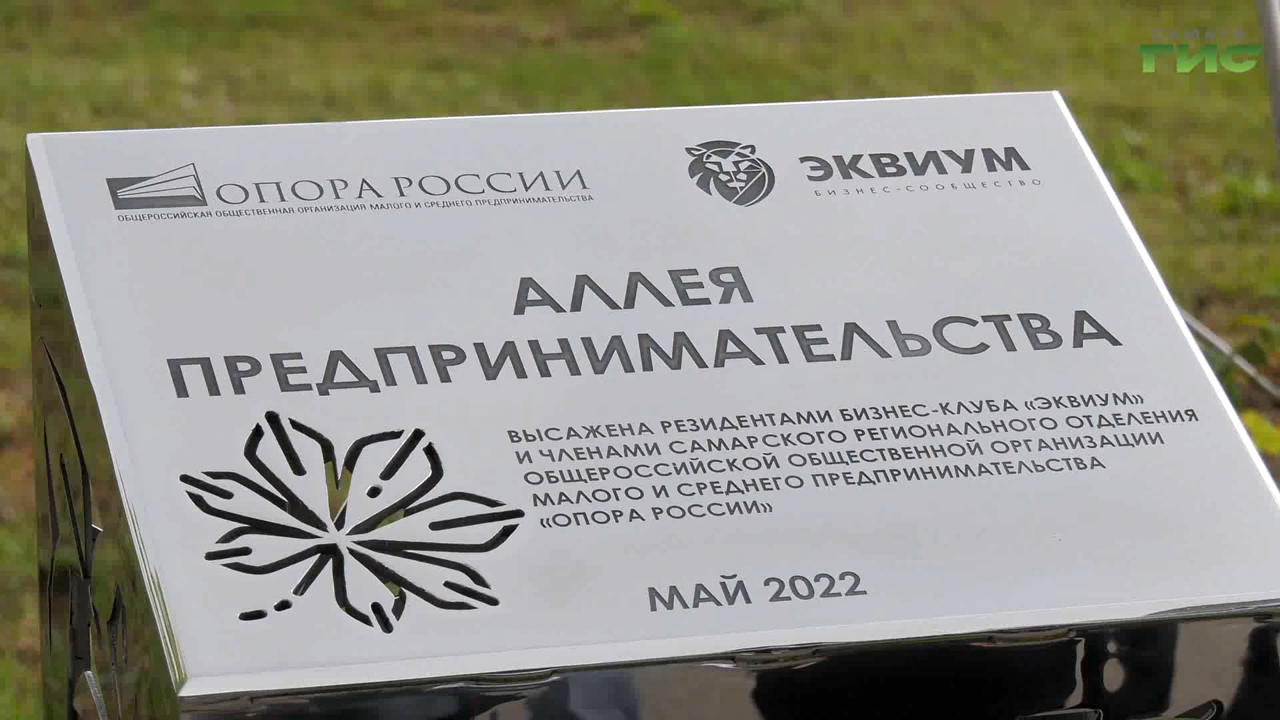 САМАРА
ГИС
ОПОРА РОССИИ
ОБЩЕРОССИЙСКАЯ ОБЩЕСТВЕННАЯ ОРГАНИЗАЦИЯ МАЛОГО И СРЕДНЕГО ПРЕДПРИНИМАТЕЛЬСТВА
ЭКВИУМ
БИЗНЕС-СООБЩЕСТВО
АЛЛЕЯ
ПРЕДПРИНИМАТЕЛЬСТВА
ВЫСАЖЕНА РЕЗИДЕНТАМИ БИЗНЕС-КЛУБА «ЭКВИУМ»
И ЧЛЕНАМИ САМАРСКОГО РЕГИОНАЛЬНОГО ОТДЕЛЕНИЯ
ОБЩЕРОССИЙСКОЙ ОБЩЕСТВЕННОЙ ОРГАНИЗАЦИИ
МАЛОГО И СРЕДНЕГО ПРЕДПРИНИМАТЕЛЬСТВА
«ОПОРА РОССИИ»
МАЙ 2022